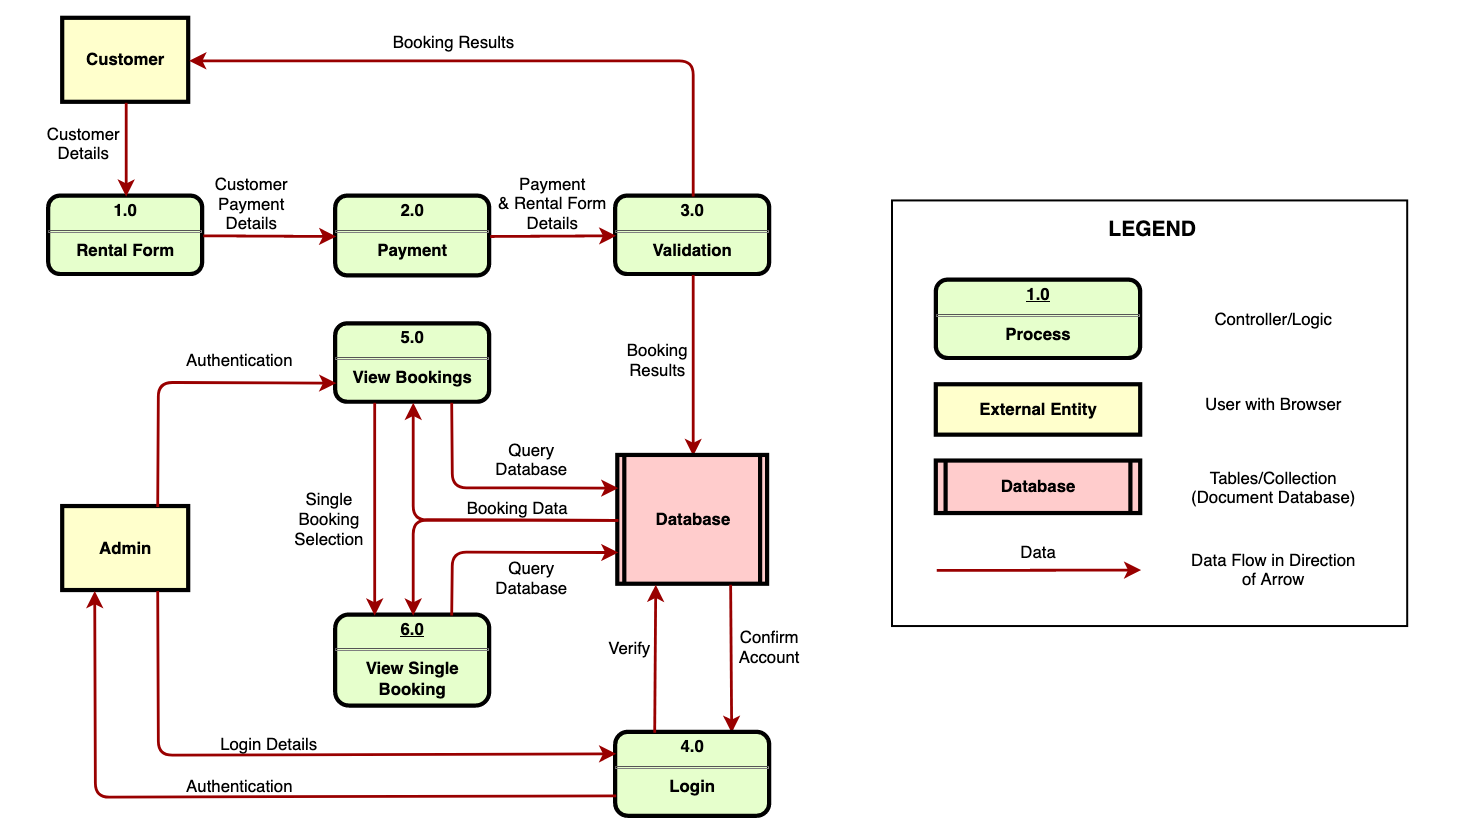 Customer
Booking Results
Customer
Details
1.0
Rental Form
Customer
Payment
Details
2.0
Payment
Payment
& Rental Form
Details
3.0
Validation
Booking
Results
Authentication
5.0
View Bookings
Query
Database
Single
Booking
Selection
Booking Data
Database
Admin
Query
Database
6.0
View Single
Booking
Verify
Confirm
Account
Login Details
4.0
Login
Authentication
LEGEND
1.0
Process
Controller/Logic
External Entity
User with Browser
Database
Tables/Collection
(Document Database)
Data
Data Flow in Direction
of Arrow